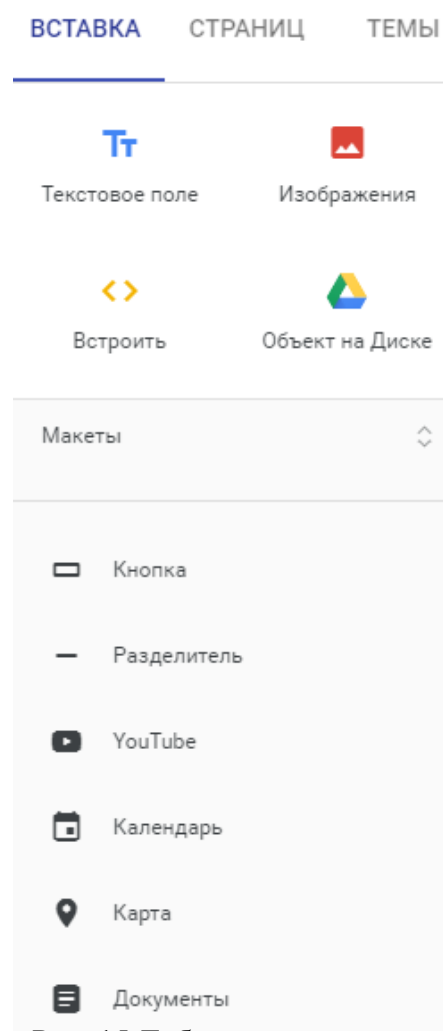 ВСТАВКА СТРАНИЦ ТЕМЫ
Текстовое поле Изображения
Встроить Объект на Диске
Макеты
Кнопка
Разделитель
YouTube
Календарь
Карта
Документы